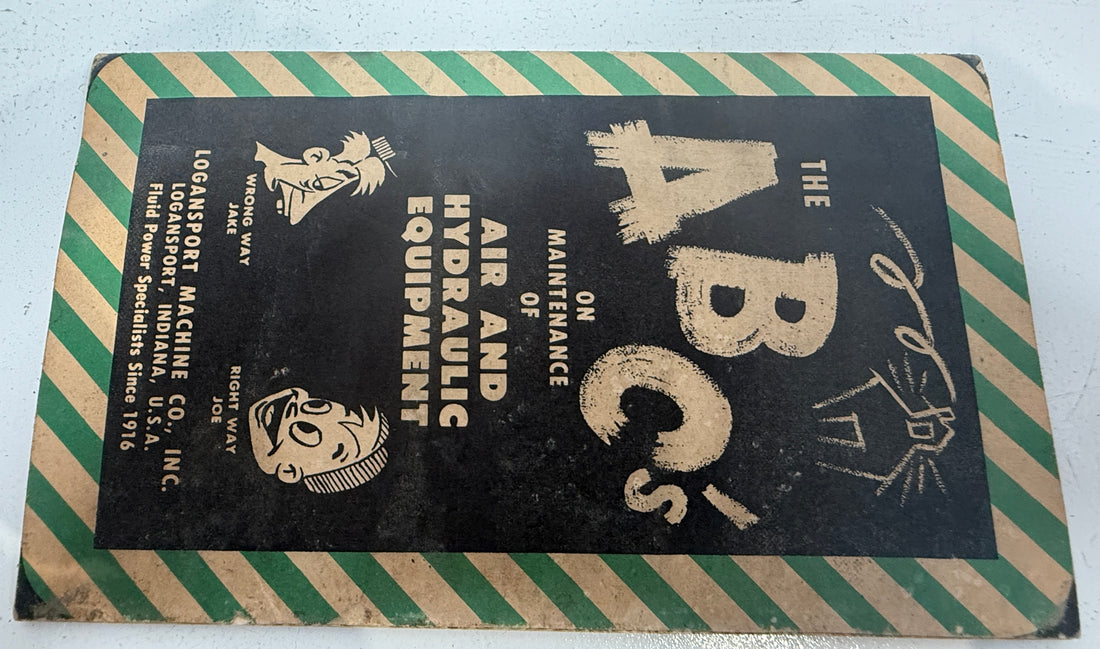 THE
ABC's
ON
MAINTENANCE
OF
AIR AND
HYDRAULIC
EQUIPMENT
WRONG WAY
JAKE
RIGHT WAY
JOE
LOGANSPORT MACHINE CO., INC.
LOGANSPORT, INDIANA, U.S.A.
Fluid Power Specialists Since 1916